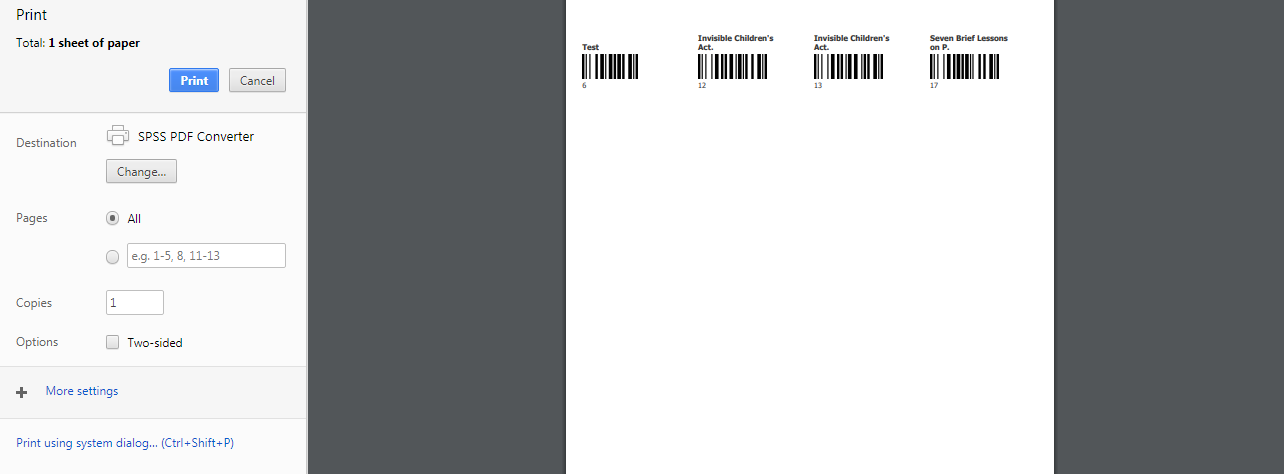 Print
Total: 1 sheet of paper
Print Cancel
Destination SPSS PDF Converter
Change...
Pages All
e.g. 1-5, 8, 11-13
Copies 1
Options Two-sided
More settings
Print using system dialog... (Ctrl+Shift+P)
Test
6
Invisible Children's
Act.
12
Invisible Children's
Act.
13
Seven Brief Lessons
on P.
17